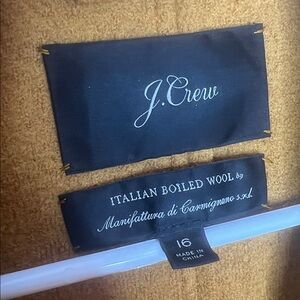 J.Crew
ITALIAN BOILED WOOL by
Manifattura di Carmignano s.r.l.
16
MADE IN
CHINA